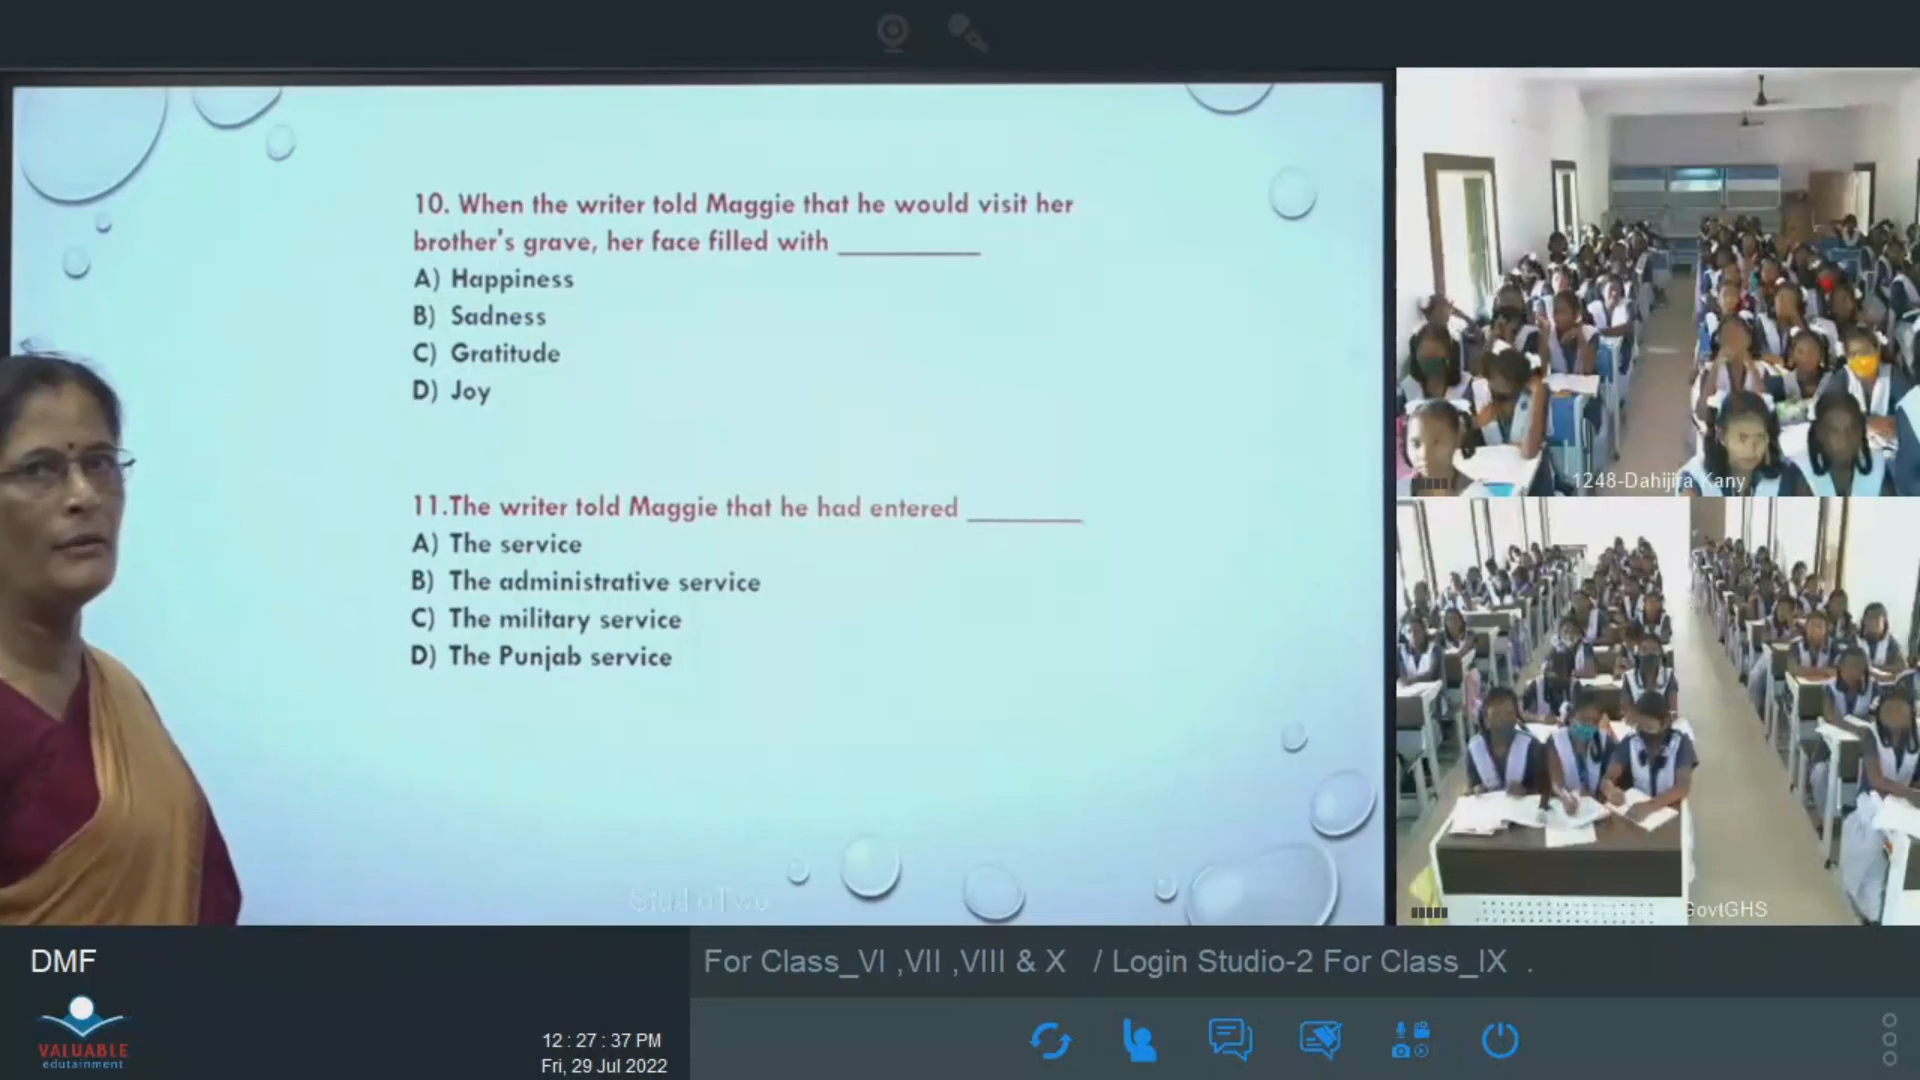 10. When the writer told Maggie that he would visit her
brother's grave, her face filled with ___________
A) Happiness
B) Sadness
C) Gratitude
D) Joy
11.The writer told Maggie that he had entered _________
A) The service
B) The administrative service
C) The military service
D) The Punjab service
StudioTwo
1248-Dahijira Kany
GovtGHS
DMF
For Class_VI ,VII ,VIII & X / Login Studio-2 For Class_IX .
VALUABLE
edutainment
12 : 27 : 37 PM
Fri, 29 Jul 2022